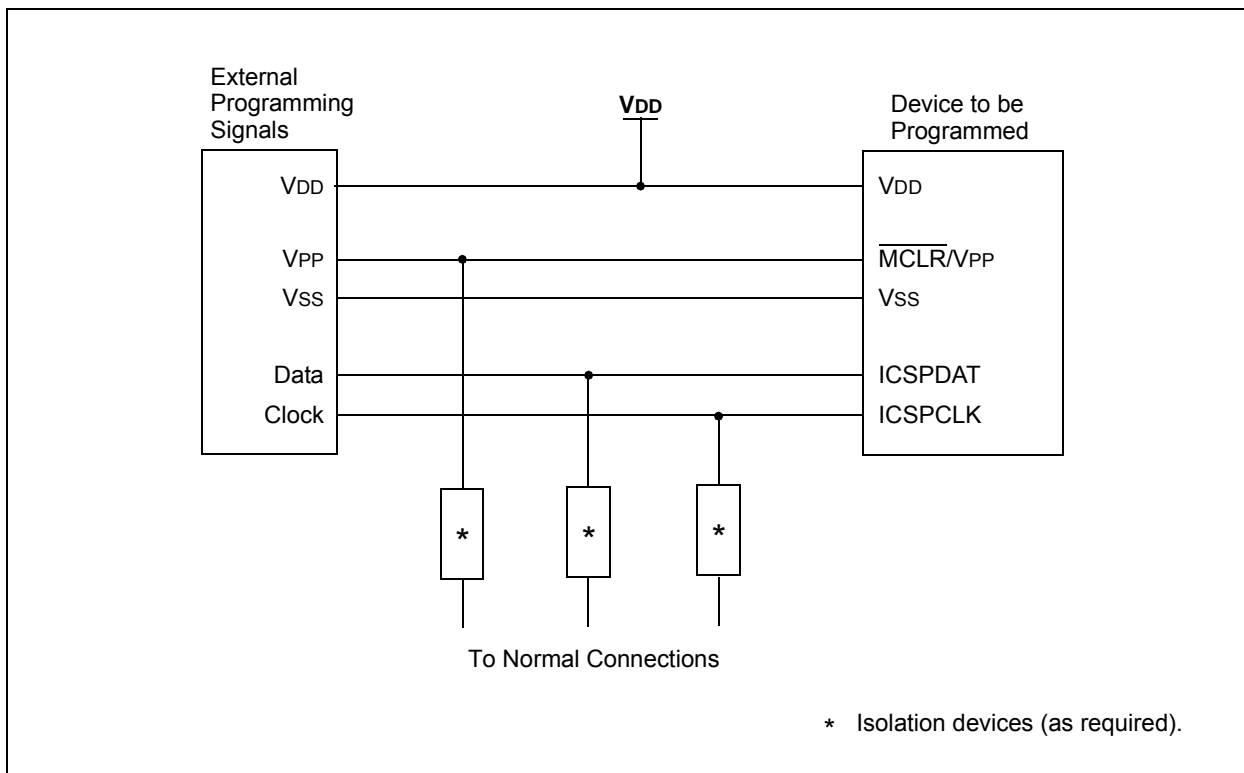 External
Programming
Signals
VDD
Device to be
Programmed
VDD
VDD
VPP
MCLR/VPP
VSS
VSS
Data
ICSPDAT
Clock
ICSPCLK
*
*
*
To Normal Connections
* Isolation devices (as required).